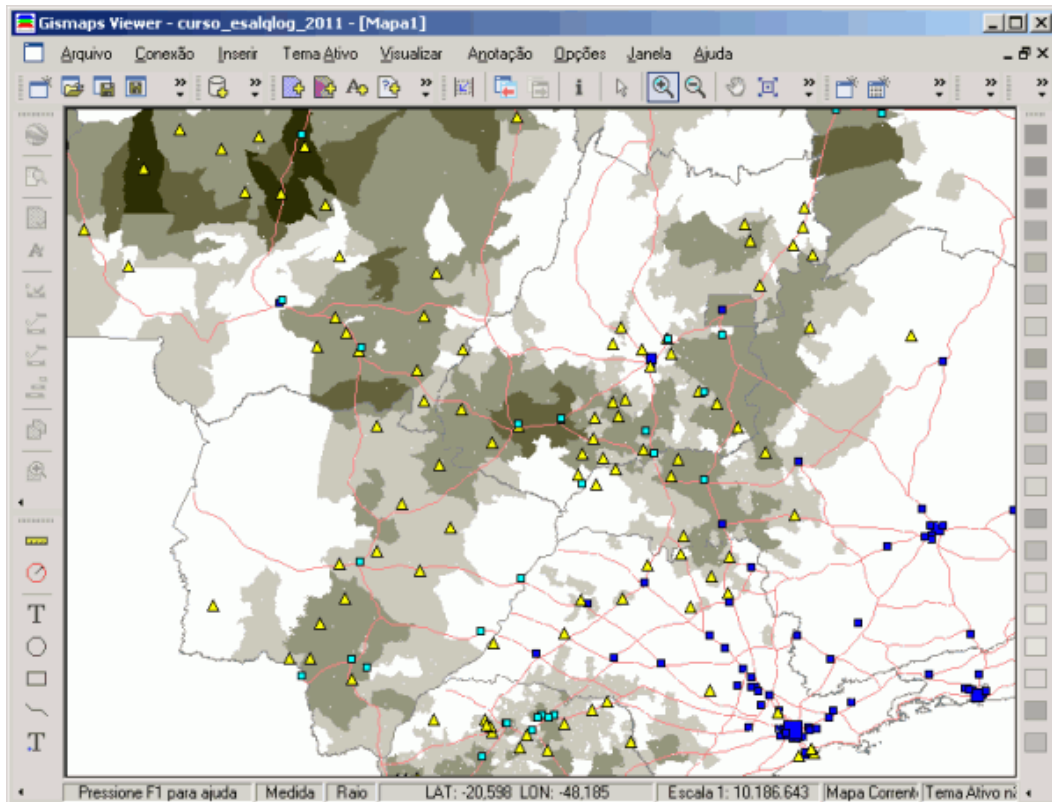 Gismaps Viewer - curso_esalqlog_2011 - [Mapa1]
Arquivo Conexão Inserir Tema Ativo Visualizar Anotação Opções Janela Ajuda
Pressione F1 para ajuda Medida Raio LAT: -20,598 LON: -48,185 Escala 1: 10.186.643 Mapa Corrent Tema Ativo nã